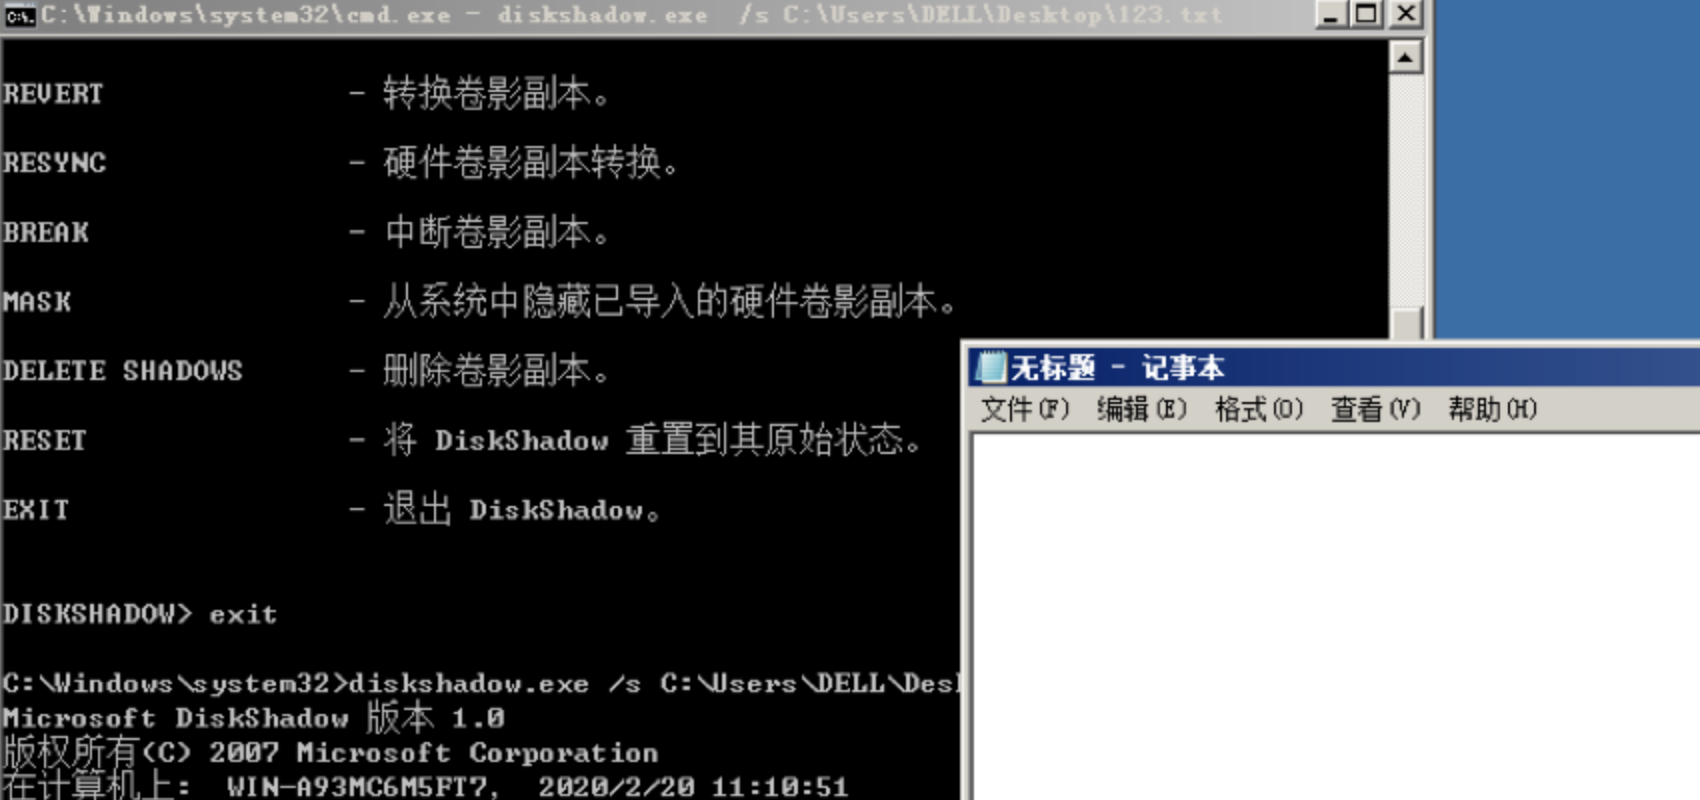 C:\Windows\system32\cmd.exe - diskshadow.exe /s C:\Users\DELL\Desktop\123.txt
REVERT - 转换卷影副本。
RESYNC - 硬件卷影副本转换。
BREAK - 中断卷影副本。
MASK - 从系统中隐藏已导入的硬件卷影副本。
DELETE SHADOWS - 删除卷影副本。
RESET - 将 DiskShadow 重置到其原始状态。
EXIT - 退出 DiskShadow。
DISKSHADOW> exit
C:\Windows\system32>diskshadow.exe /s C:\Users\DELL\Des
Microsoft DiskShadow 版本 1.0
版权所有(C) 2007 Microsoft Corporation
在计算机上: WIN-A93MC6M5FT7, 2020/2/20 11:10:51
无标题 - 记事本
文件(F) 编辑(E) 格式(O) 查看(V) 帮助(H)